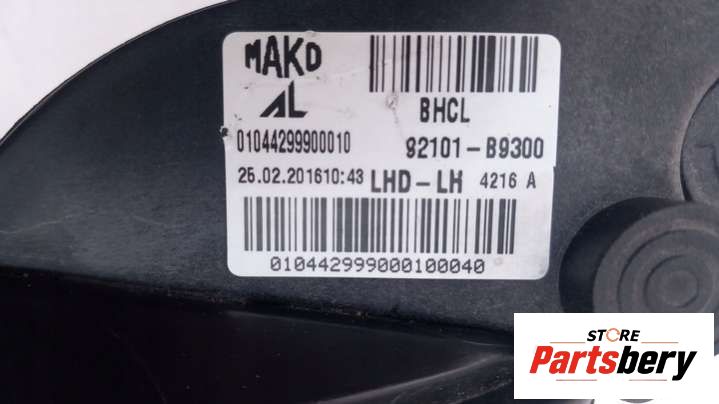 MAKO
AL
BHCL
01044299900010
92101-B9300
25.02.201610:43
LHD-LH
4216 A
010442999000100040
STORE
Partsbery